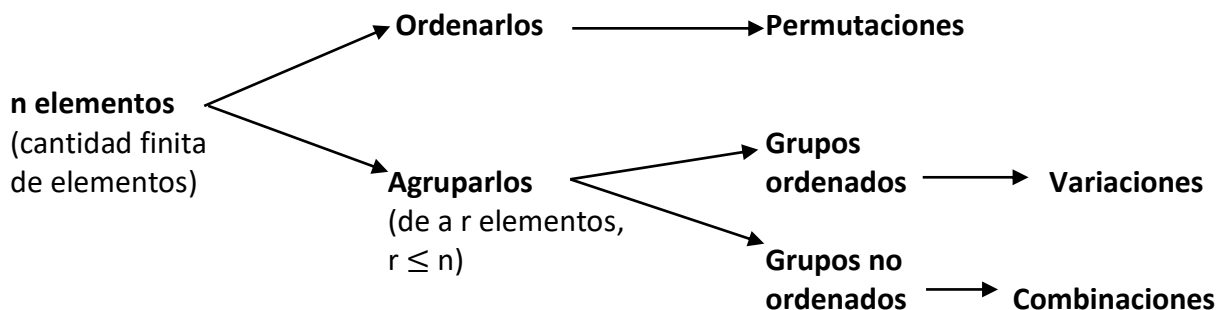 Ordenarlos
Permutaciones
n elementos
(cantidad finita
de elementos)
Agruparlos
(de a r elementos,
r ≤ n)
Grupos
ordenados
Variaciones
Grupos no
ordenados
Combinaciones